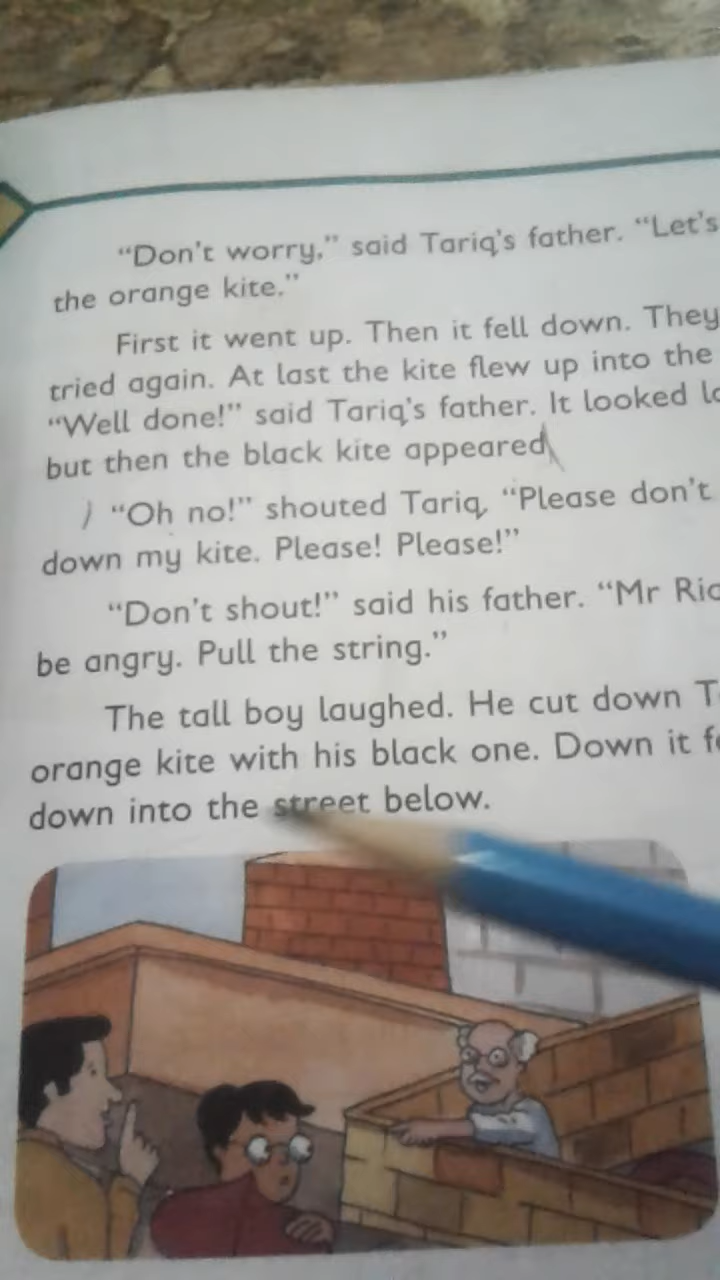 “Don't worry,” said Tariq's father. “Let's
the orange kite.”
First it went up. Then it fell down. They
tried again. At last the kite flew up into the
“Well done!” said Tariq's father. It looked
but then the black kite appeared
“Oh no!” shouted Tariq, “Please don't
down my kite. Please! Please!”
“Don't shout!” said his father. “Mr
be angry. Pull the string.”
The tall boy laughed. He cut down
orange kite with his black one. Down it
down into the street below.